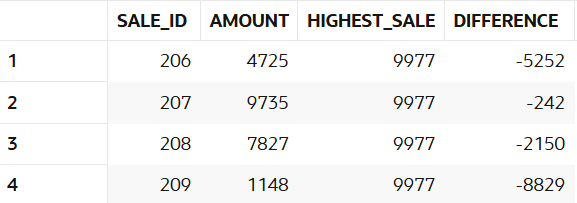 SALE_ID AMOUNT HIGHEST_SALE DIFFERENCE
1 206 4725 9977 -5252
2 207 9735 9977 -242
3 208 7827 9977 -2150
4 209 1148 9977 -8829